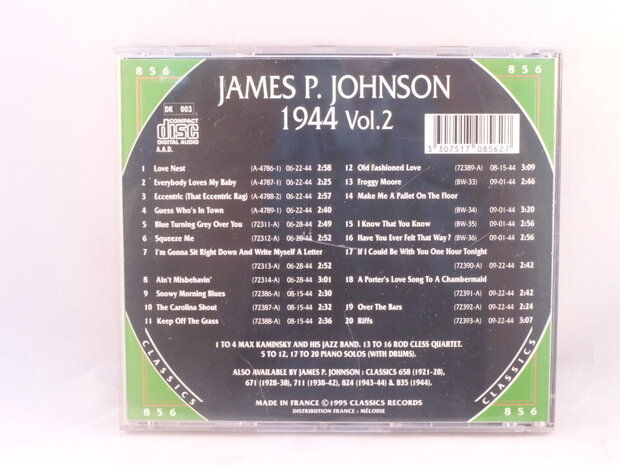 856
856
JAMES P. JOHNSON
1944 Vol.2
DK 003
COMPACT
disc
DIGITAL AUDIO
A.A.D.
3 307517 085627
1 Love Nest (A-4786-1) 06-22-44 2:58
2 Everybody Loves My Baby (A-4787-1) 06-22-44 2:25
3 Eccentric (That Eccentric Rag) (A-4788-2) 06-22-44 2:57
4 Guess Who's In Town (A-4789-1) 06-22-44 2:40
5 Blue Turning Grey Over You (72311-A) 06-28-44 2:49
6 Squeeze Me (72312-A) 06-28-44 2:52
7 I'm Gonna Sit Right Down And Write Myself A Letter
(72313-A) 06-28-44 2:52
8 Ain't Misbehavin' (72314-A) 06-28-44 3:01
9 Snowy Morning Blues (72386-A) 08-15-44 2:30
10 The Carolina Shout (72387-A) 08-15-44 2:32
11 Keep Off The Grass (72388-A) 08-15-44 2:36
12 Old Fashioned Love (72389-A) 08-15-44 3:09
13 Froggy Moore (BW-33) 09-01-44 2:46
14 Make Me A Pallet On The Floor
(BW-34) 09-01-44 3:20
15 I Know That You Know (BW-35) 09-01-44 2:56
16 Have You Ever Felt That Way? (BW-36) 09-01-44 2:56
17 If I Could Be With You One Hour Tonight
(72390-A) 09-22-44 2:42
18 A Porter's Love Song To A Chambermaid
(72391-A) 09-22-44 2:42
19 Over The Bars (72392-A) 09-22-44 2:24
20 Riffs (72393-A) 09-22-44 3:07
1 TO 4 MAX KAMINSKY AND HIS JAZZ BAND. 13 TO 16 ROD CLESS QUARTET.
5 TO 12, 17 TO 20 PIANO SOLOS (WITH DRUMS).
ALSO AVAILABLE BY JAMES P. JOHNSON : CLASSICS 658 (1921-28),
671 (1928-38), 711 (1938-42), 824 (1943-44) & 835 (1944).
MADE IN FRANCE ©1995 CLASSICS RECORDS
DISTRIBUTION FRANCE : MÉLODIE
CLASSICS
CLASSICS
856
856